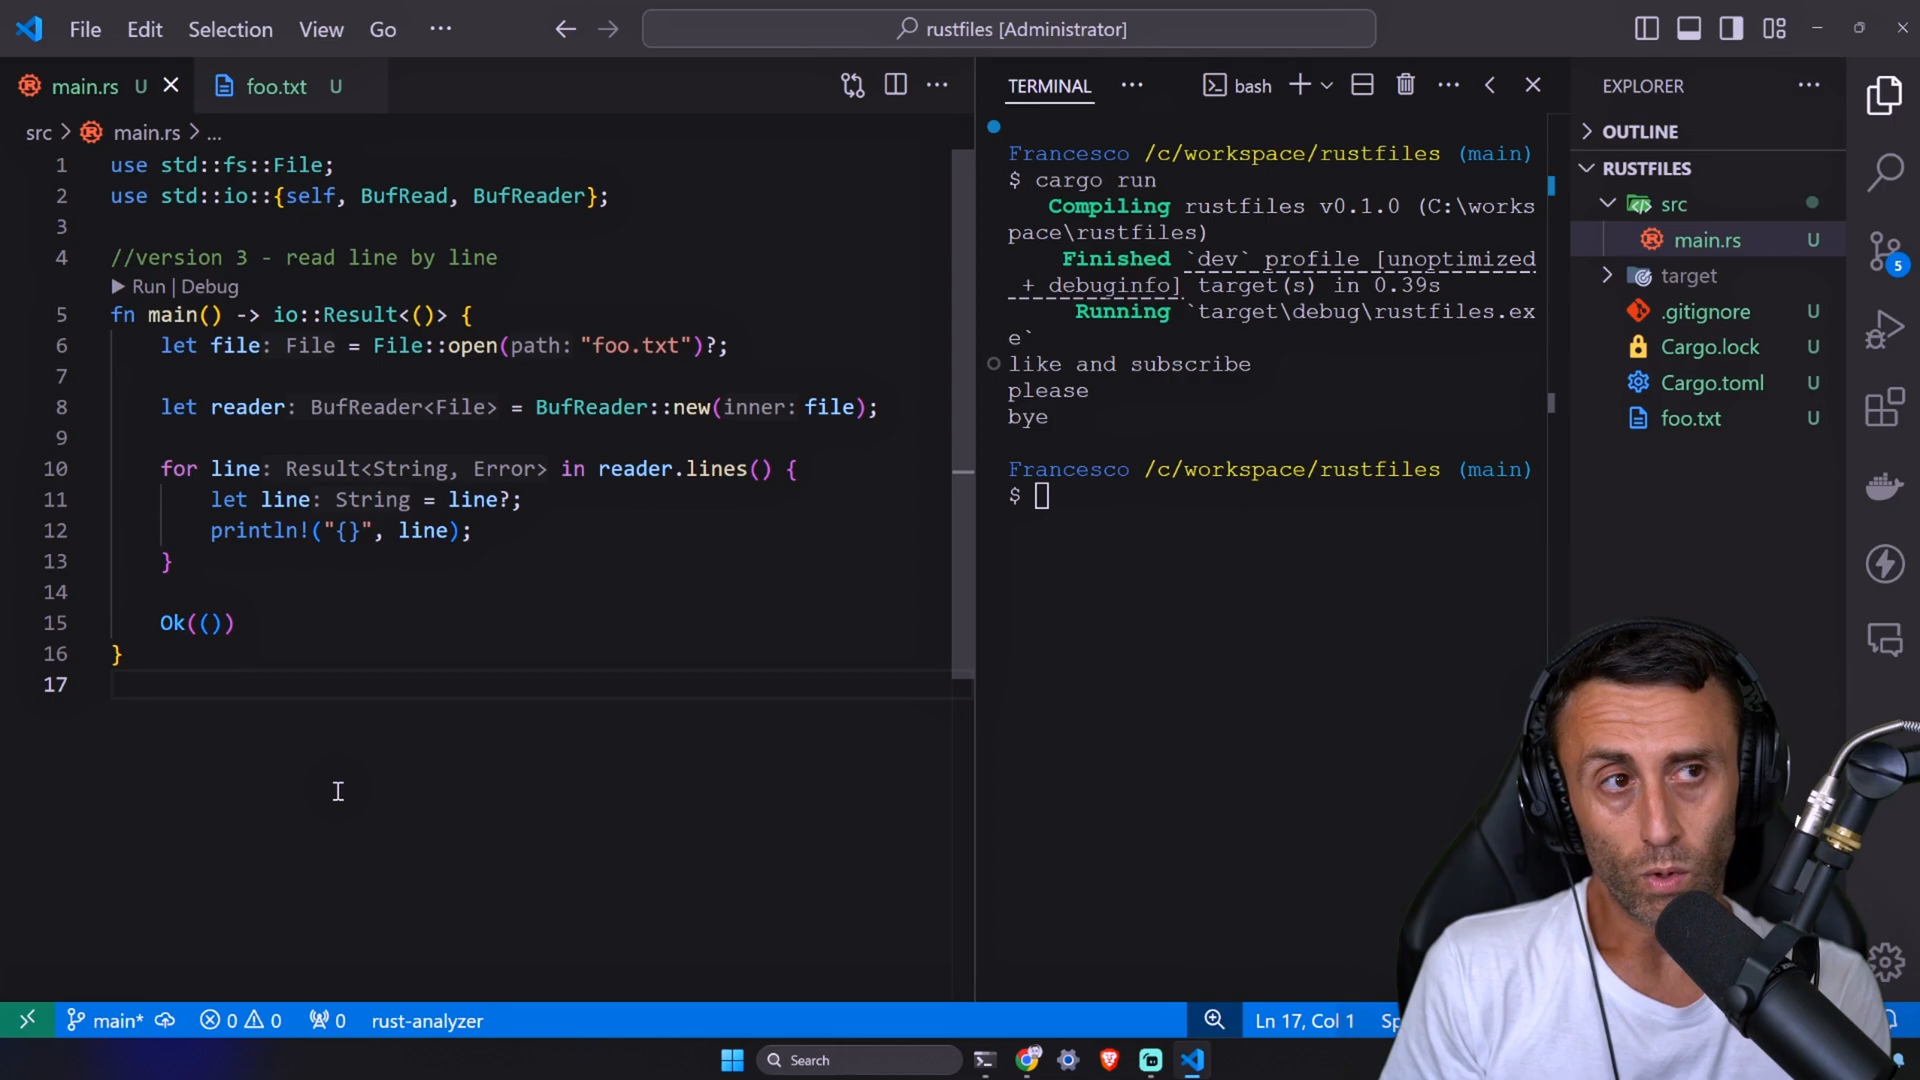 File Edit Selection View Go ···
rustfiles [Administrator]
main.rs U
foo.txt U
src > main.rs > ...
1 use std::fs::File;
2 use std::io::{self, BufRead, BufReader};
3
4 //version 3 - read line by line
Run | Debug
5 fn main() -> io::Result<()> {
6 let file: File = File::open(path: "foo.txt")?;
7
8 let reader: BufReader<File> = BufReader::new(inner: file);
9
10 for line: Result<String, Error> in reader.lines() {
11 let line: String = line?;
12 println!("{}", line);
13 }
14
15 Ok(())
16 }
17
TERMINAL ···
bash
Francesco /c/workspace/rustfiles (main)
$ cargo run
Compiling rustfiles v0.1.0 (C:\works
pace\rustfiles)
Finished `dev` profile [unoptimized
+ debuginfo] target(s) in 0.39s
Running `target\debug\rustfiles.ex
e`
like and subscribe
please
bye
Francesco /c/workspace/rustfiles (main)
$
EXPLORER ···
OUTLINE
RUSTFILES
src
main.rs U
target
.gitignore U
Cargo.lock U
Cargo.toml U
foo.txt U
5
main* 0 0 0 rust-analyzer
Ln 17, Col 1
Search